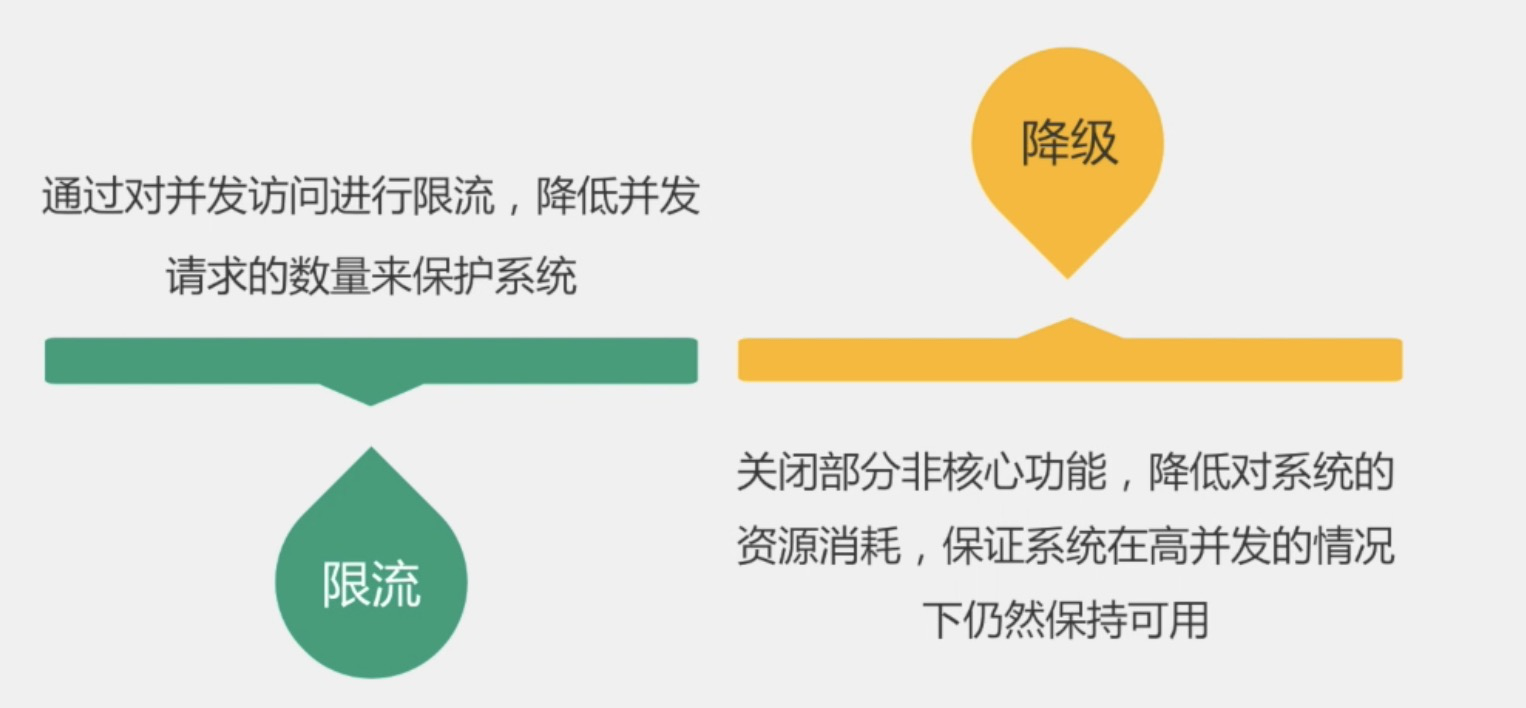 通过对并发访问进行限流，降低并发
请求的数量来保护系统
限流
降级
关闭部分非核心功能，降低对系统的
资源消耗，保证系统在高并发的情况
下仍然保持可用